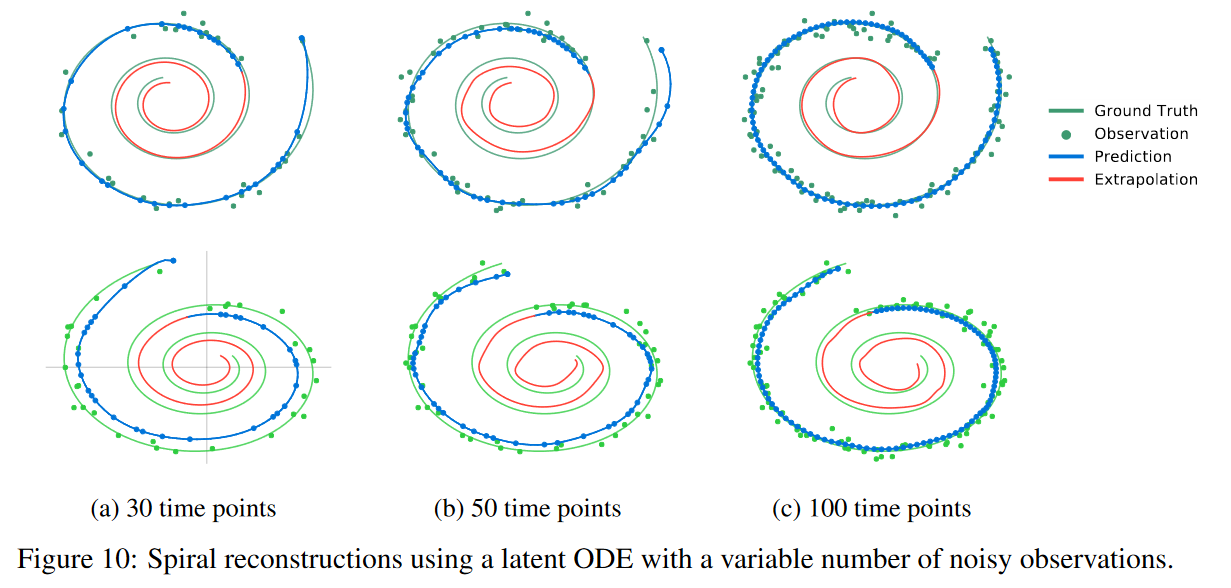 Ground Truth
Observation
Prediction
Extrapolation
(a) 30 time points
(b) 50 time points
(c) 100 time points
Figure 10: Spiral reconstructions using a latent ODE with a variable number of noisy observations.